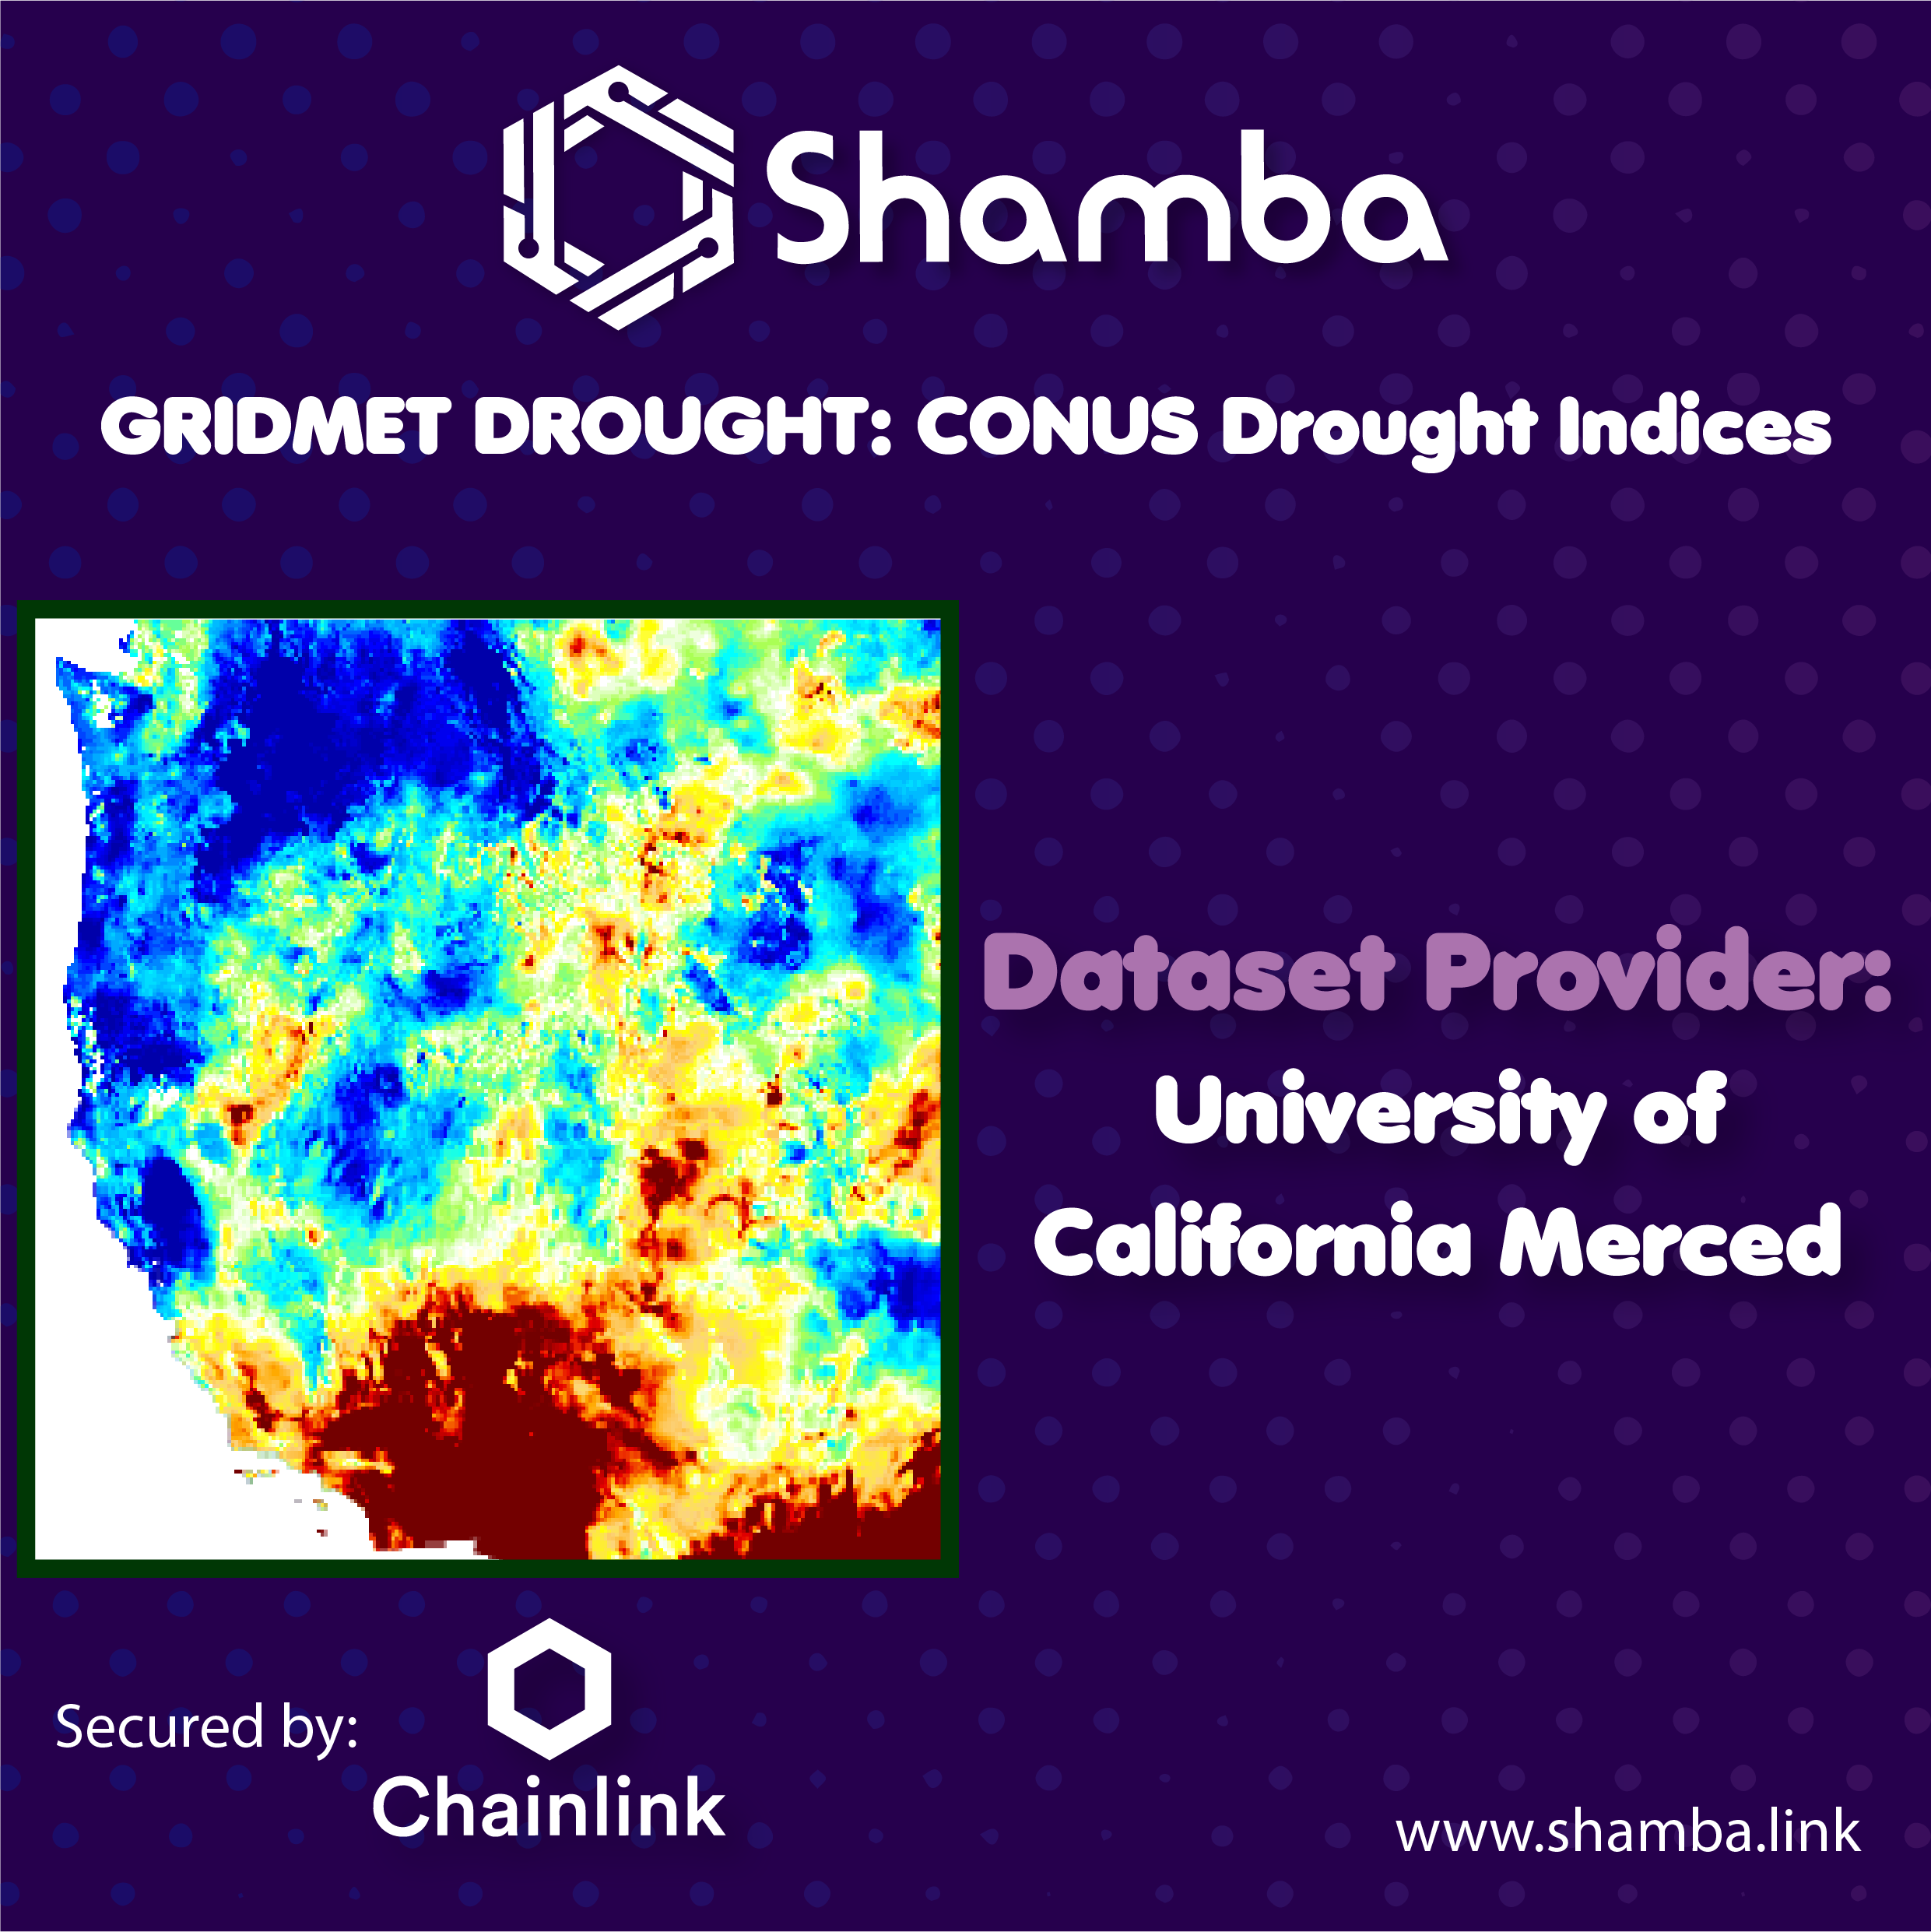 Shamba
GRIDMET DROUGHT: CONUS Drought Indices
Dataset Provider:
University of
California Merced
Secured by:
Chainlink
www.shamba.link